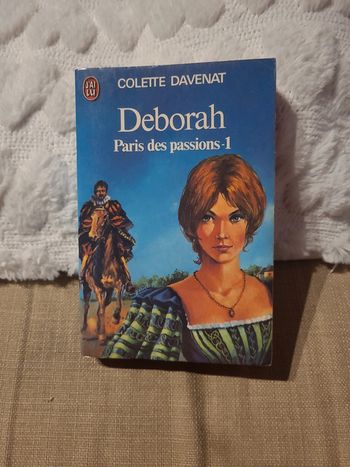 J'AI
LU
COLETTE DAVENAT
Deborah
Paris des passions-1